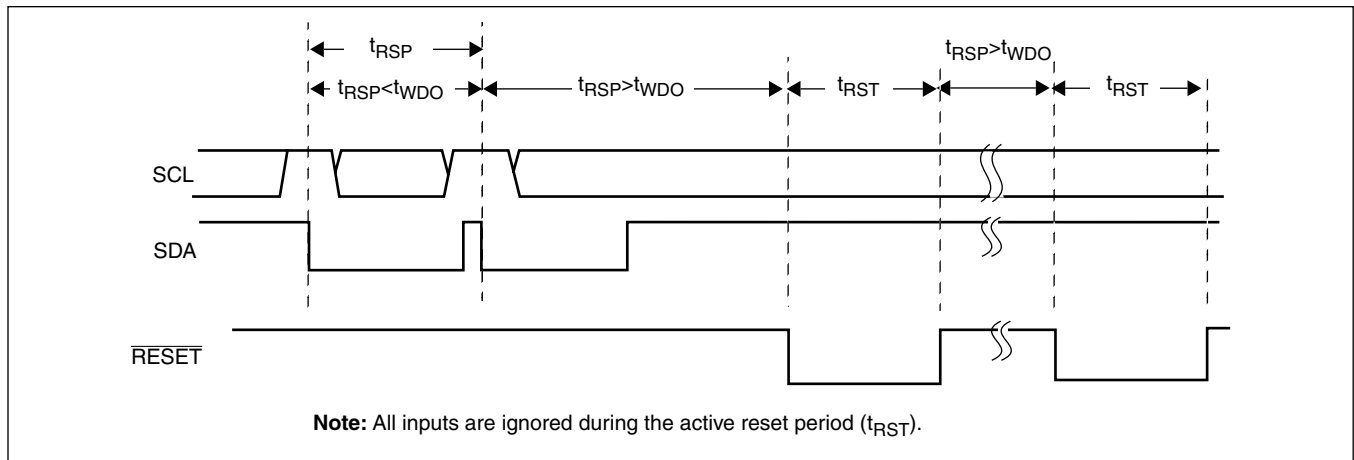 tRSP
tRSP>tWDO
tRSP<tWDO
tRSP>tWDO
tRST
tRST
SCL
SDA
RESET
Note: All inputs are ignored during the active reset period (tRST).